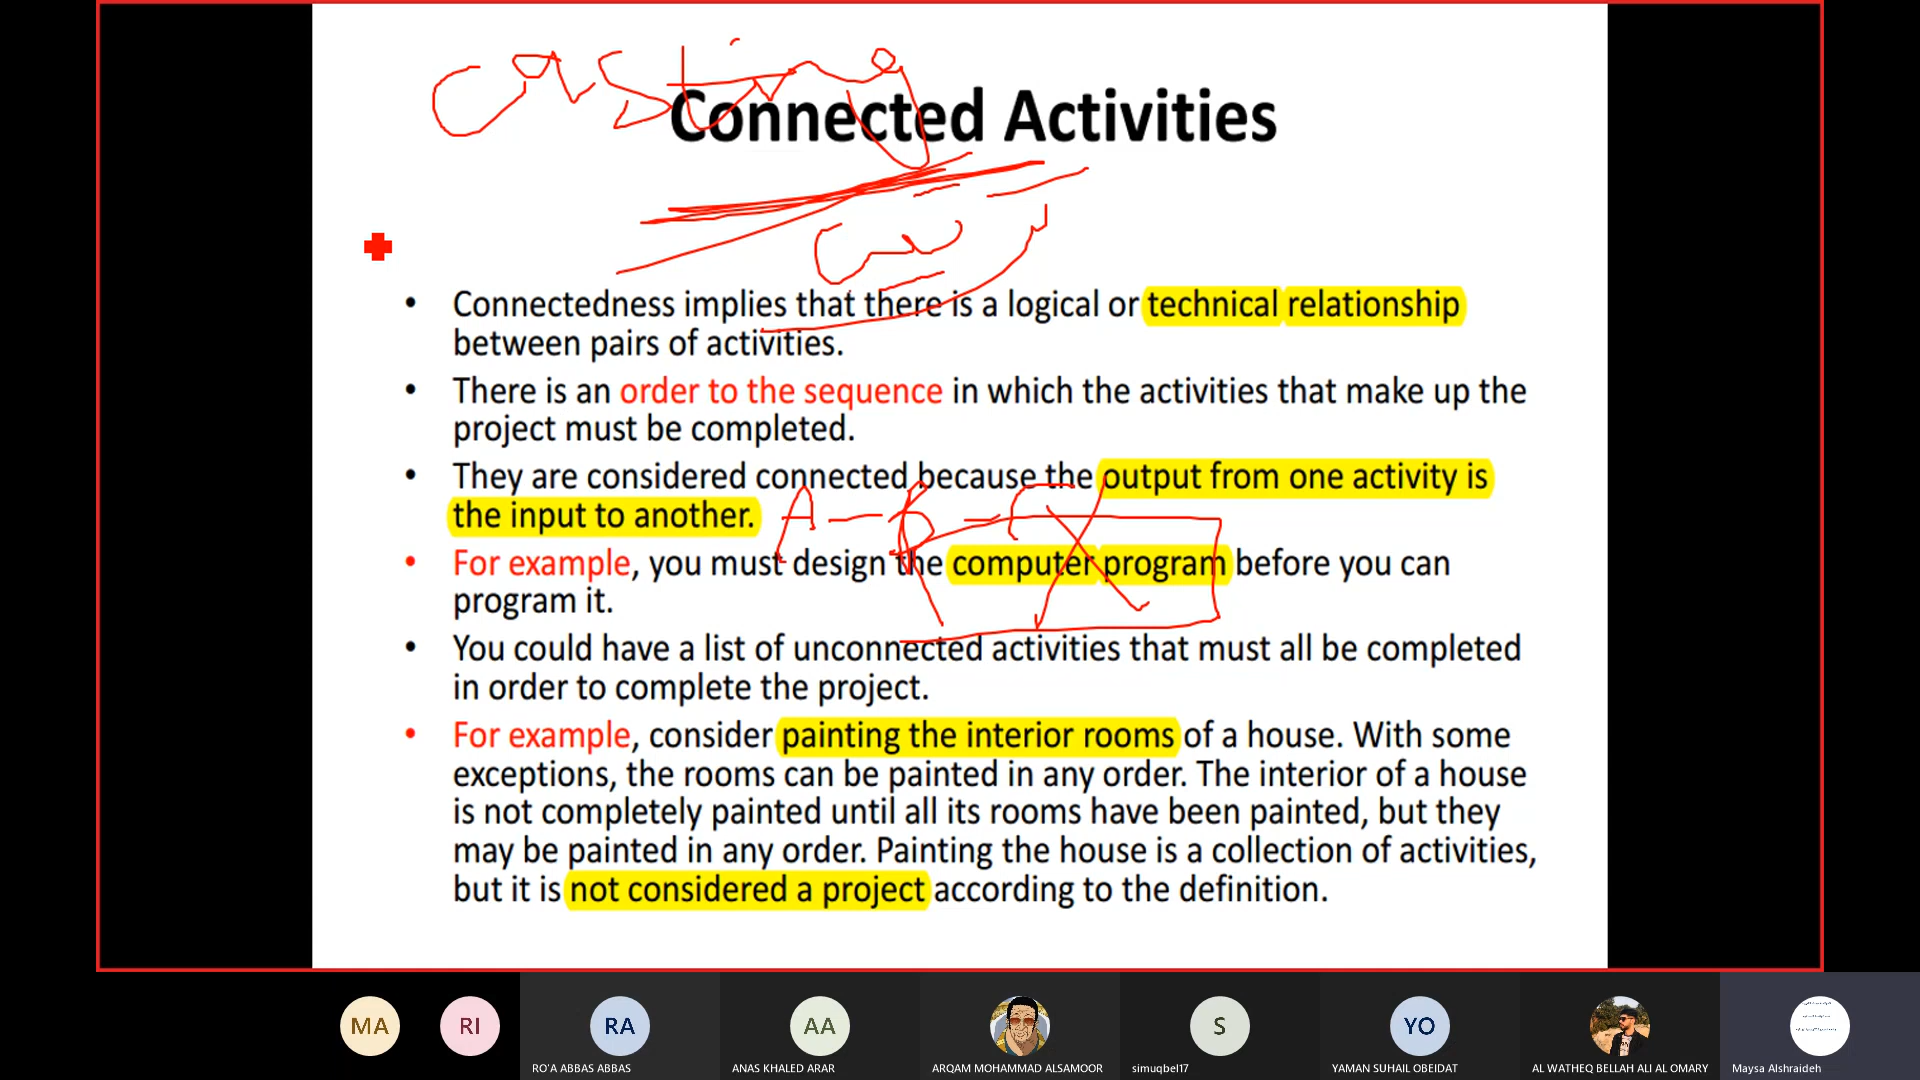 costing
Connected Activities
• Connectedness implies that there is a logical or technical relationship
between pairs of activities.
• There is an order to the sequence in which the activities that make up the
project must be completed.
• They are considered connected because the output from one activity is
the input to another.
A - B - C
• For example, you must design the computer program before you can
program it.
• You could have a list of unconnected activities that must all be completed
in order to complete the project.
• For example, consider painting the interior rooms of a house. With some
exceptions, the rooms can be painted in any order. The interior of a house
is not completely painted until all its rooms have been painted, but they
may be painted in any order. Painting the house is a collection of activities,
but it is not considered a project according to the definition.
MA RI RA AA S YO
RO'A ABBAS ABBAS ANAS KHALED ARAR ARQAM MOHAMMAD ALSAMOOR simuqbel17 YAMAN SUHAIL OBEIDAT AL WATHEQ BELLAH ALI AL OMARY Maysa Alshraideh